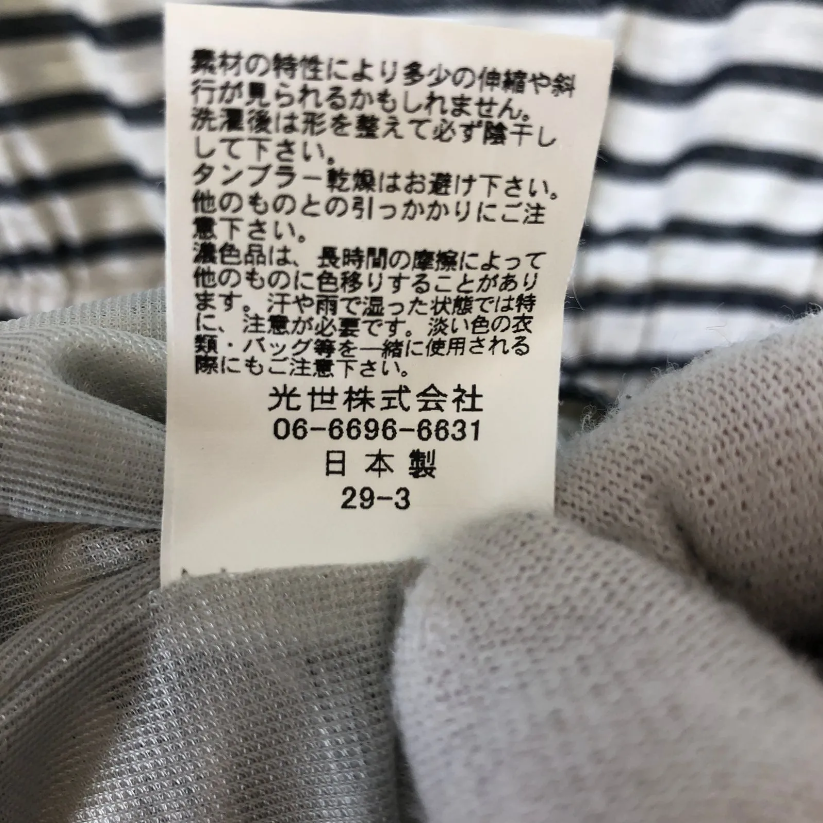 素材の特性により多少の伸縮や斜
行が見られるかもしれません。
洗濯後は形を整えて必ず陰干し
して下さい。
タンブラー乾燥はお避け下さい。
他のものとの引っかかりにご注
意下さい。
濃色品は、長時間の摩擦によって
他のものに色移りすることがあり
ます。汗や雨で湿った状態では特
に、注意が必要です。淡い色の衣
類・バッグ等を一緒に使用される
際にもご注意下さい。
光世株式会社
06-6696-6631
日本製
29-3